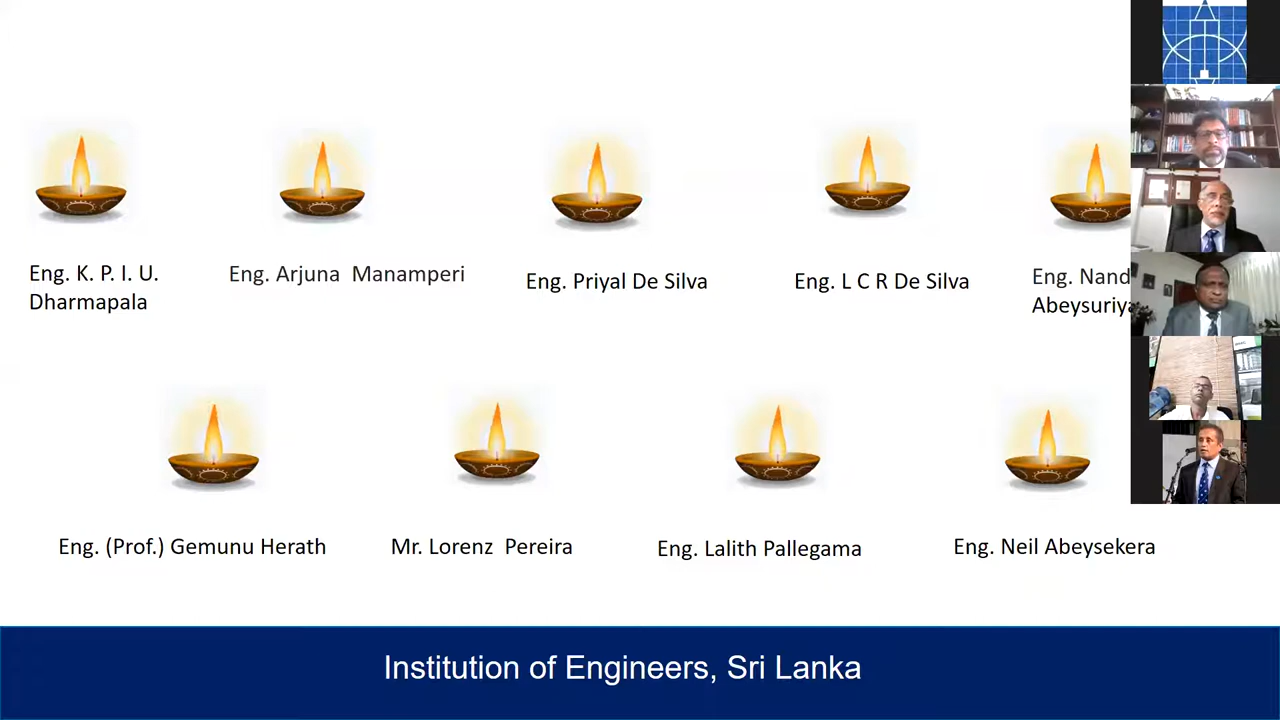 Eng. K. P. I. U.
Dharmapala
Eng. Arjuna Manamperi
Eng. Priyal De Silva
Eng. L C R De Silva
Eng. Nand
Abeysuriya
Eng. (Prof.) Gemunu Herath
Mr. Lorenz Pereira
Eng. Lalith Pallegama
Eng. Neil Abeysekera
Institution of Engineers, Sri Lanka